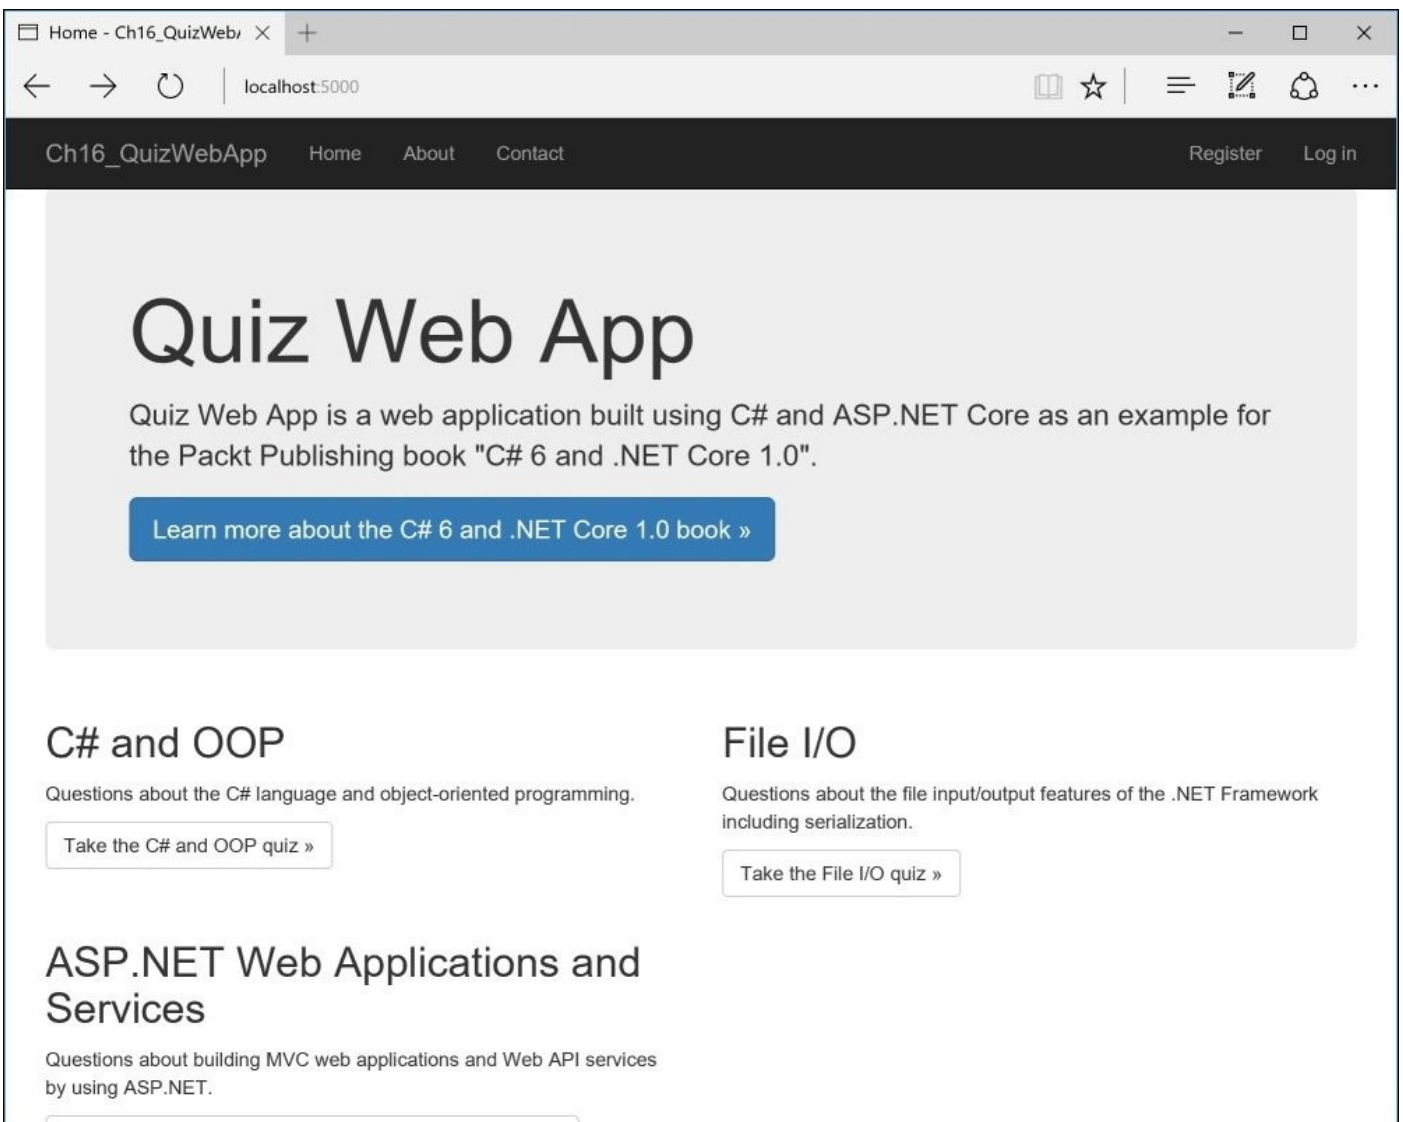 Home - Ch16_QuizWeb
localhost:5000
Ch16_QuizWebApp Home About Contact Register Log in
Quiz Web App
Quiz Web App is a web application built using C# and ASP.NET Core as an example for
the Packt Publishing book "C# 6 and .NET Core 1.0".
Learn more about the C# 6 and .NET Core 1.0 book »
C# and OOP
Questions about the C# language and object-oriented programming.
Take the C# and OOP quiz »
File I/O
Questions about the file input/output features of the .NET Framework
including serialization.
Take the File I/O quiz »
ASP.NET Web Applications and
Services
Questions about building MVC web applications and Web API services
by using ASP.NET.